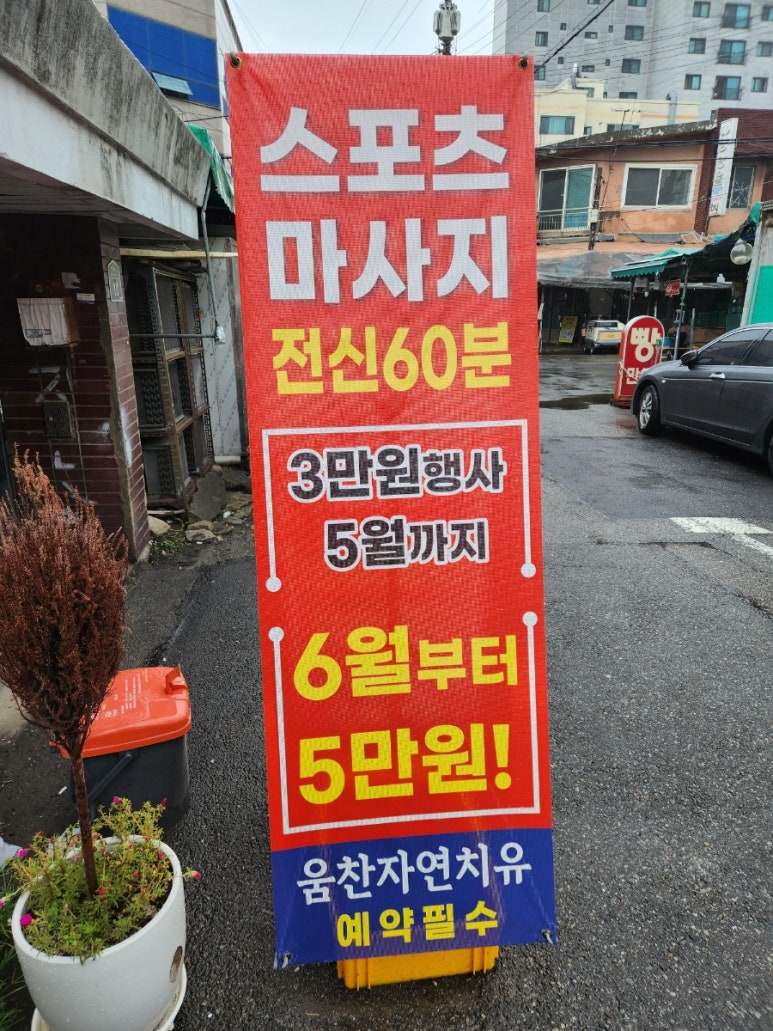 스포츠
마사지
전신60분
3만원행사
5월까지
6월부터
5만원!
움찬자연치유
예약필수
빵